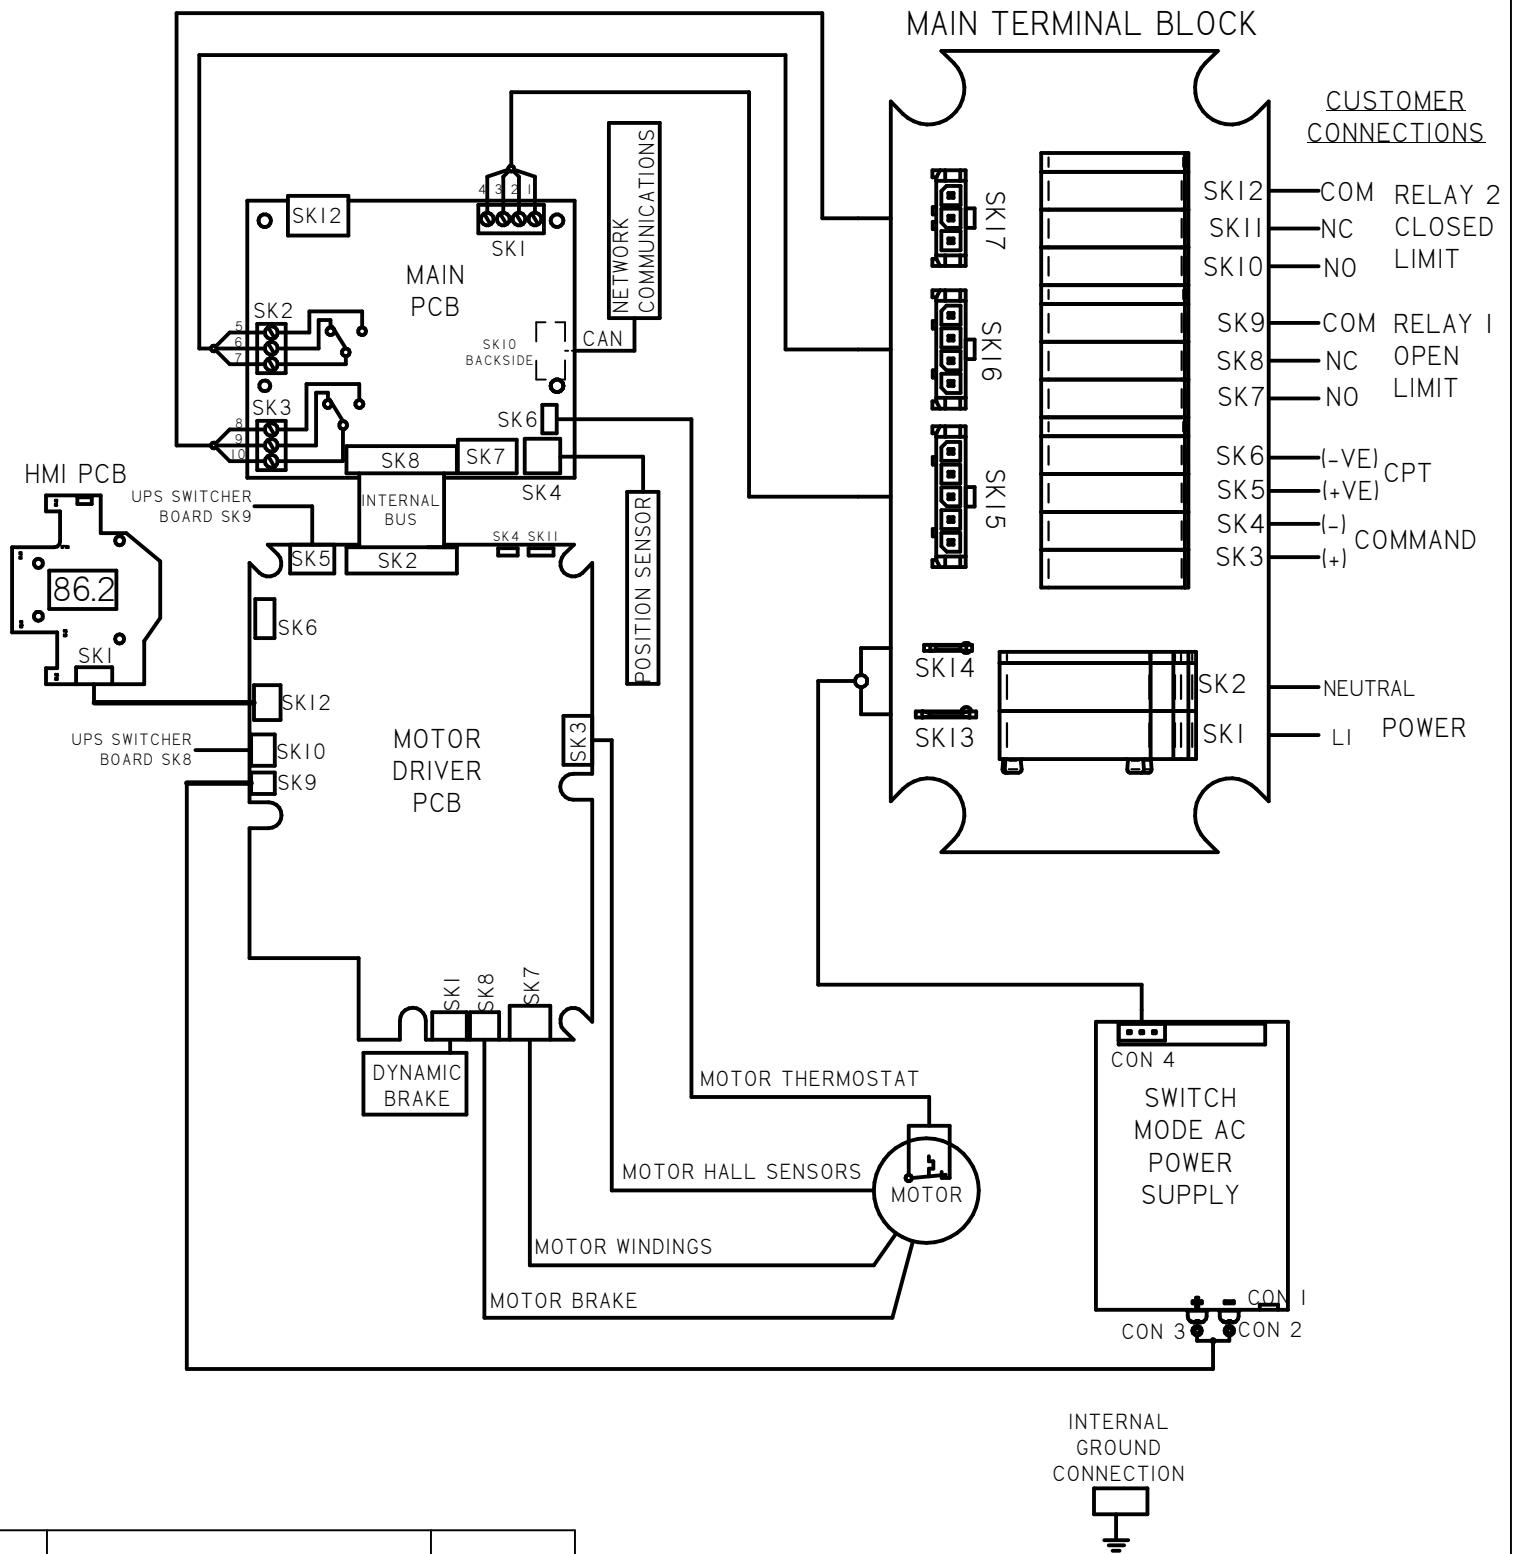 MAIN TERMINAL BLOCK
CUSTOMER
CONNECTIONS
SK17
SK16
SK15
SK12
COM
RELAY 2
SK11
NC
CLOSED
SK10
NO
LIMIT
SK9
COM
RELAY 1
SK8
NC
OPEN
SK7
NO
LIMIT
SK6
(-VE)
CPT
SK5
(+VE)
SK4
(-)
COMMAND
SK3
(+)
SK14
SK13
SK2
NEUTRAL
SK1
L1
POWER
NETWORK
COMMUNICATIONS
4 3 2 1
SK12
SK1
MAIN
PCB
SK2
5
6
7
SK10
BACKSIDE
CAN
SK3
8
9
10
SK6
SK8
SK7
SK4
INTERNAL
BUS
POSITION SENSOR
HMI PCB
86.2
SK1
UPS SWITCHER
BOARD SK9
SK5
SK2
SK4
SK11
SK6
SK12
UPS SWITCHER
BOARD SK8
SK10
SK9
SK3
MOTOR
DRIVER
PCB
SK1
SK8
SK7
DYNAMIC
BRAKE
MOTOR THERMOSTAT
MOTOR HALL SENSORS
MOTOR
MOTOR WINDINGS
MOTOR BRAKE
CON 4
SWITCH
MODE AC
POWER
SUPPLY
+
-
CON 1
CON 3
CON 2
INTERNAL
GROUND
CONNECTION